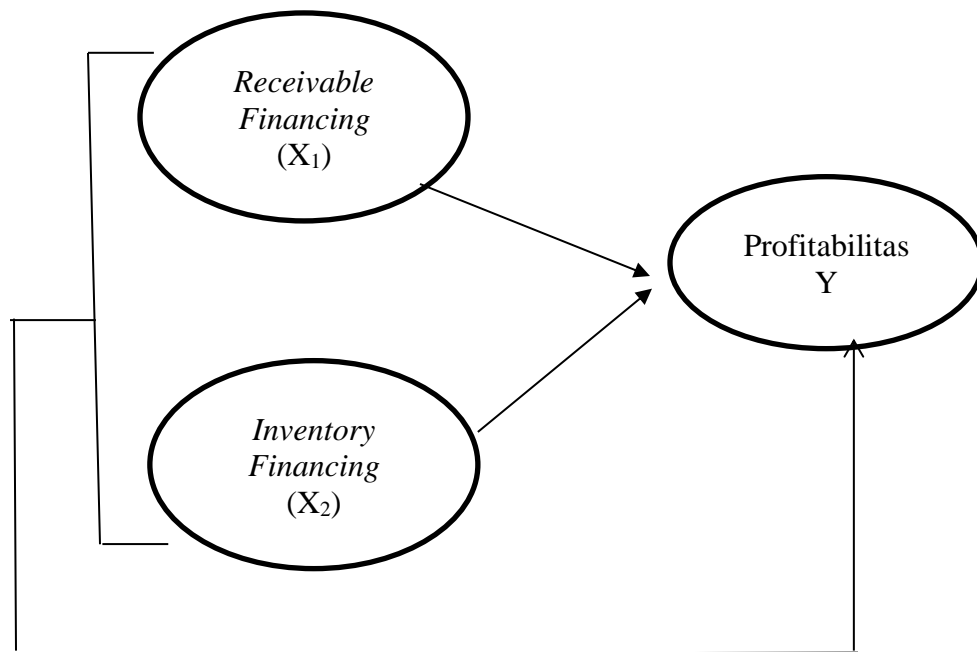 Receivable
Financing
(X₁)
Profitabilitas
Y
Inventory
Financing
(X₂)